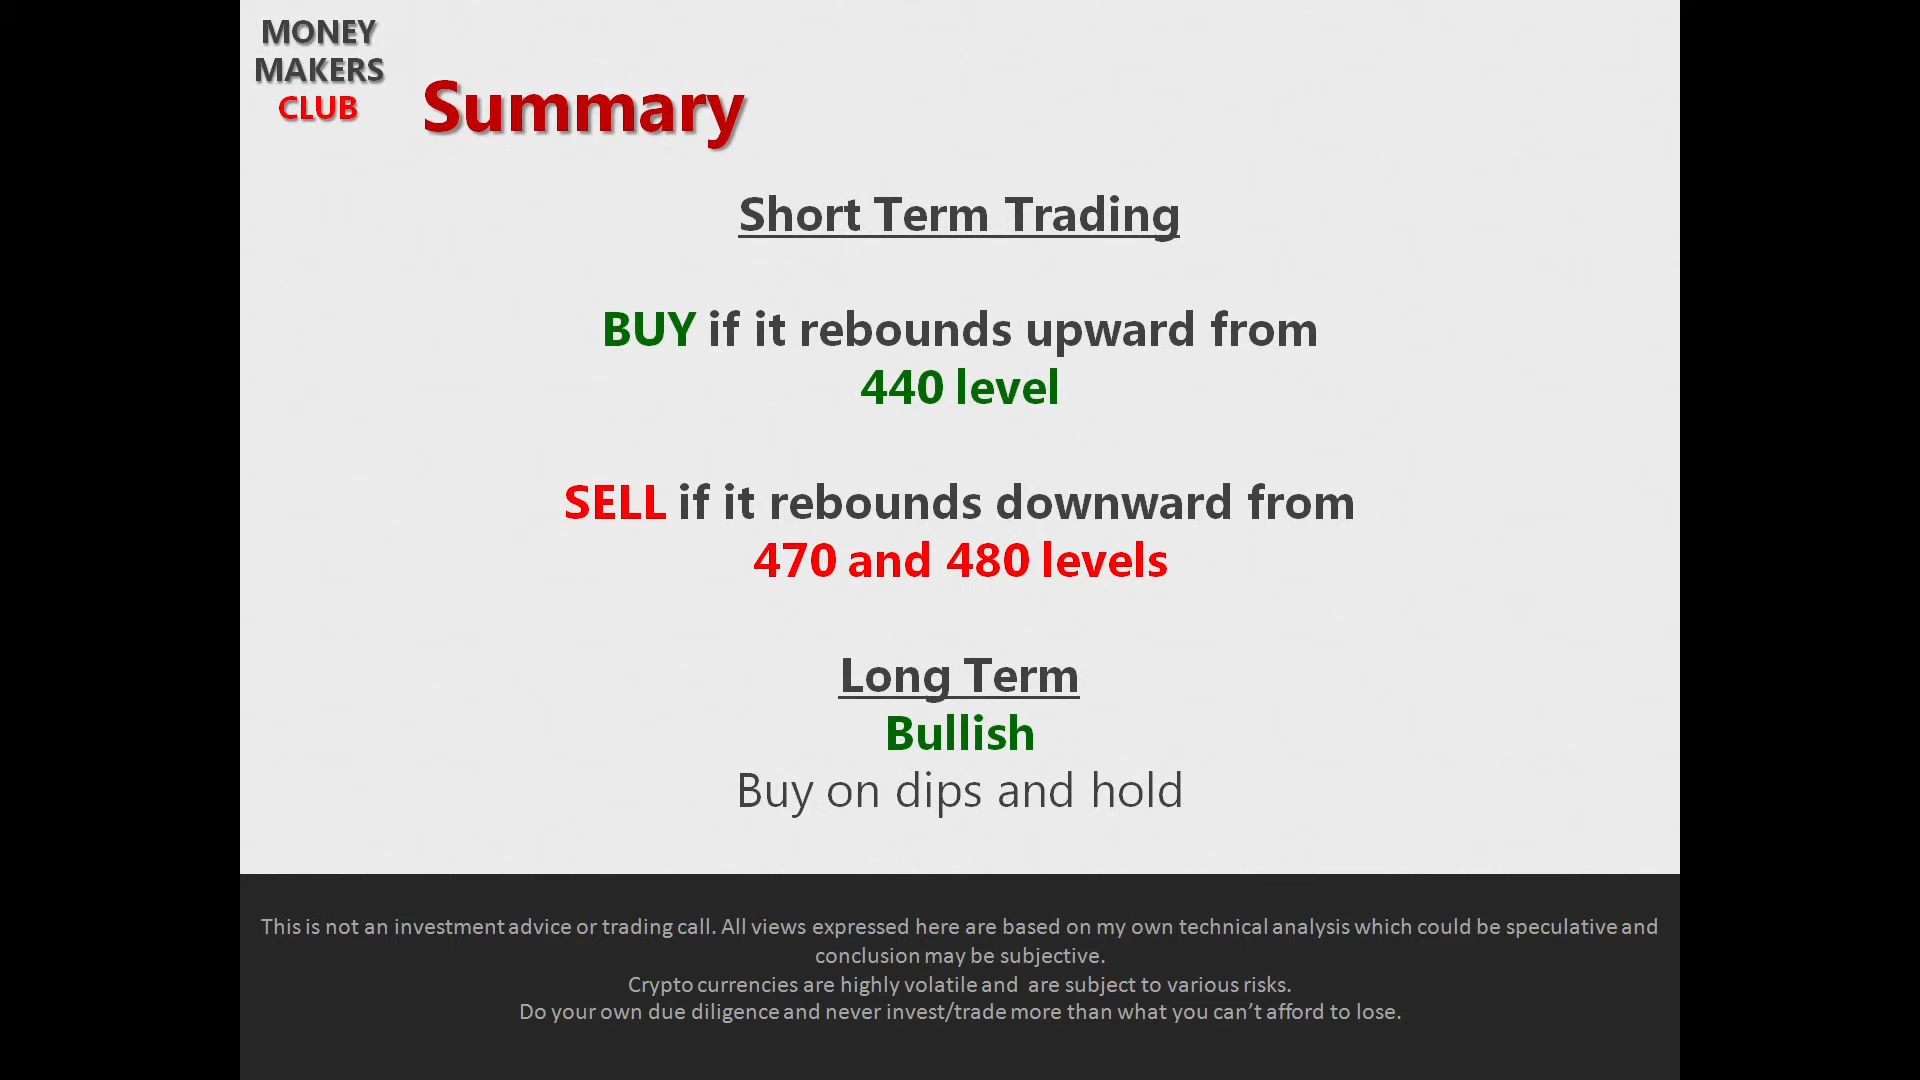 MONEY
MAKERS
CLUB
Summary
Short Term Trading
BUY if it rebounds upward from
440 level
SELL if it rebounds downward from
470 and 480 levels
Long Term
Bullish
Buy on dips and hold
This is not an investment advice or trading call. All views expressed here are based on my own technical analysis which could be speculative and
conclusion may be subjective.
Crypto currencies are highly volatile and are subject to various risks.
Do your own due diligence and never invest/trade more than what you can’t afford to lose.